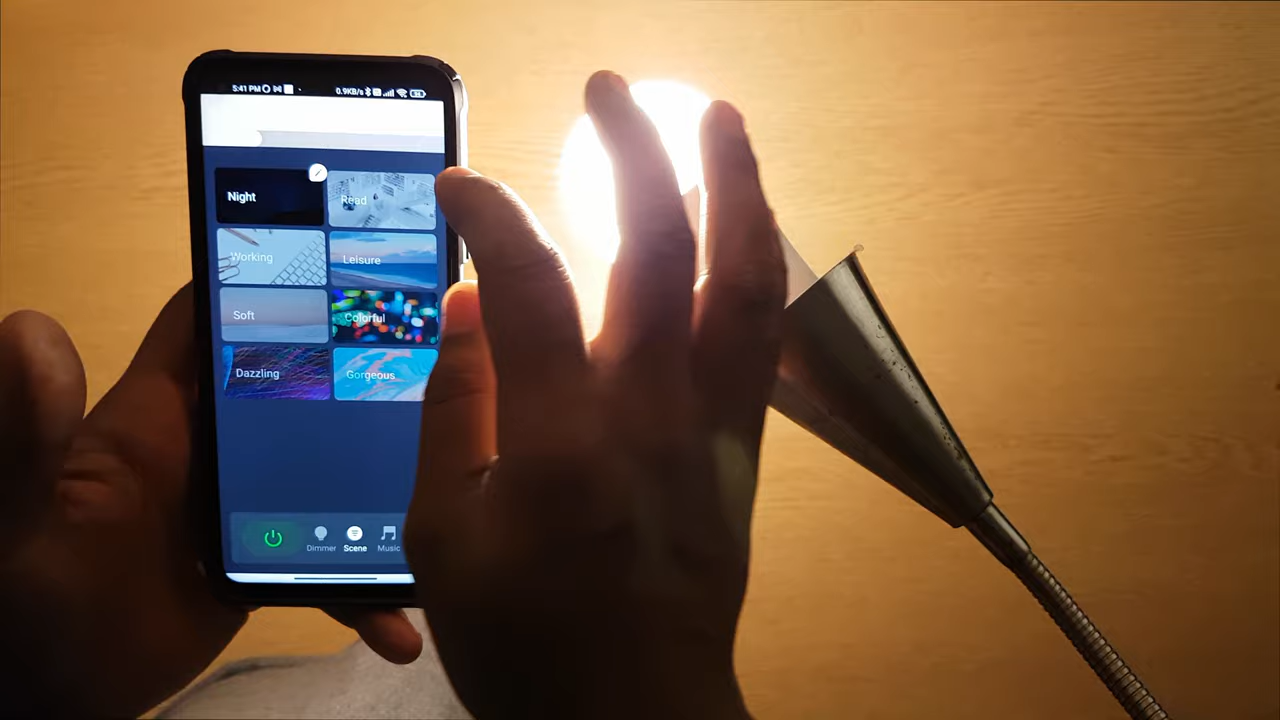 5:41 PM 0.9KB/s
Night Read
Working Leisure
Soft Colorful
Dazzling Gorgeous
Dimmer Scene Music